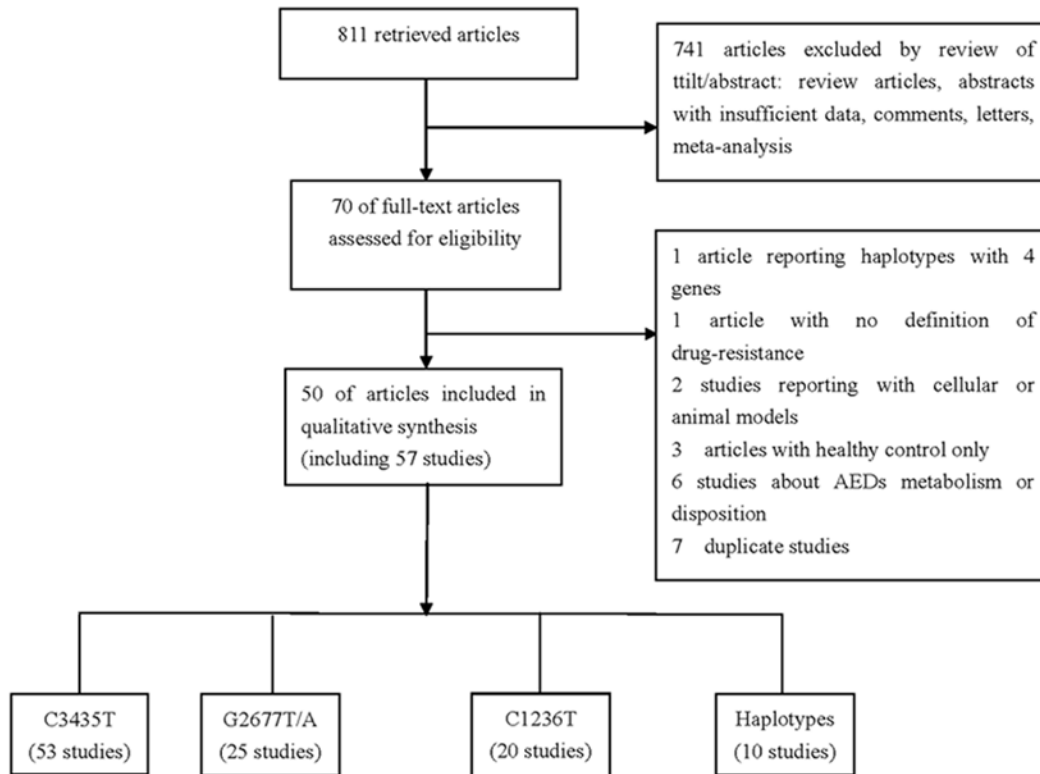 811 retrieved articles
741 articles excluded by review of
ttilt/abstract: review articles, abstracts
with insufficient data, comments, letters,
meta-analysis
70 of full-text articles
assessed for eligibility
1 article reporting haplotypes with 4
genes
1 article with no definition of
drug-resistance
2 studies reporting with cellular or
animal models
3 articles with healthy control only
6 studies about AEDs metabolism or
disposition
7 duplicate studies
50 of articles included in
qualitative synthesis
(including 57 studies)
C3435T
(53 studies)
G2677T/A
(25 studies)
C1236T
(20 studies)
Haplotypes
(10 studies)